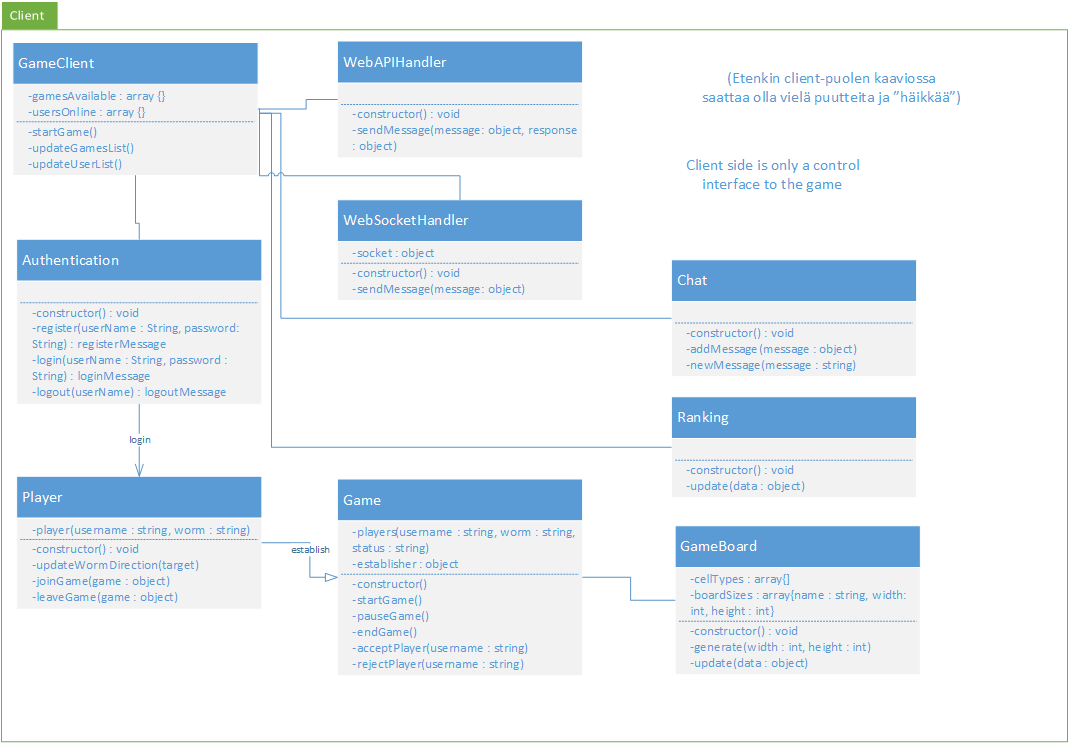 Client
GameClient
-gamesAvailable : array {}
-usersOnline : array {}
-startGame()
-updateGamesList()
-updateUserList()
WebAPIHandler
-constructor() : void
-sendMessage(message: object, response
: object)
(Etenkin client-puolen kaaviossa
saattaa olla vielä puutteita ja ”häikkää”)
Client side is only a control
interface to the game
WebSocketHandler
-socket : object
-constructor() : void
-sendMessage(message: object)
Authentication
-constructor() : void
-register(userName : String, password:
String) : registerMessage
-login(userName : String, password :
String) : loginMessage
-logout(userName) : logoutMessage
Chat
-constructor() : void
-addMessage(message : object)
-newMessage(message : string)
Ranking
-constructor() : void
-update(data : object)
login
Player
-player(username : string, worm : string)
-constructor() : void
-updateWormDirection(target)
-joinGame(game : object)
-leaveGame(game : object)
establish
Game
-players(username : string, worm : string,
status : string)
-establisher : object
-constructor()
-startGame()
-pauseGame()
-endGame()
-acceptPlayer(username : string)
-rejectPlayer(username : string)
GameBoard
-cellTypes : array{}
-boardSizes : array{name : string, width:
int, height : int}
-constructor() : void
-generate(width : int, height : int)
-update(data : object)